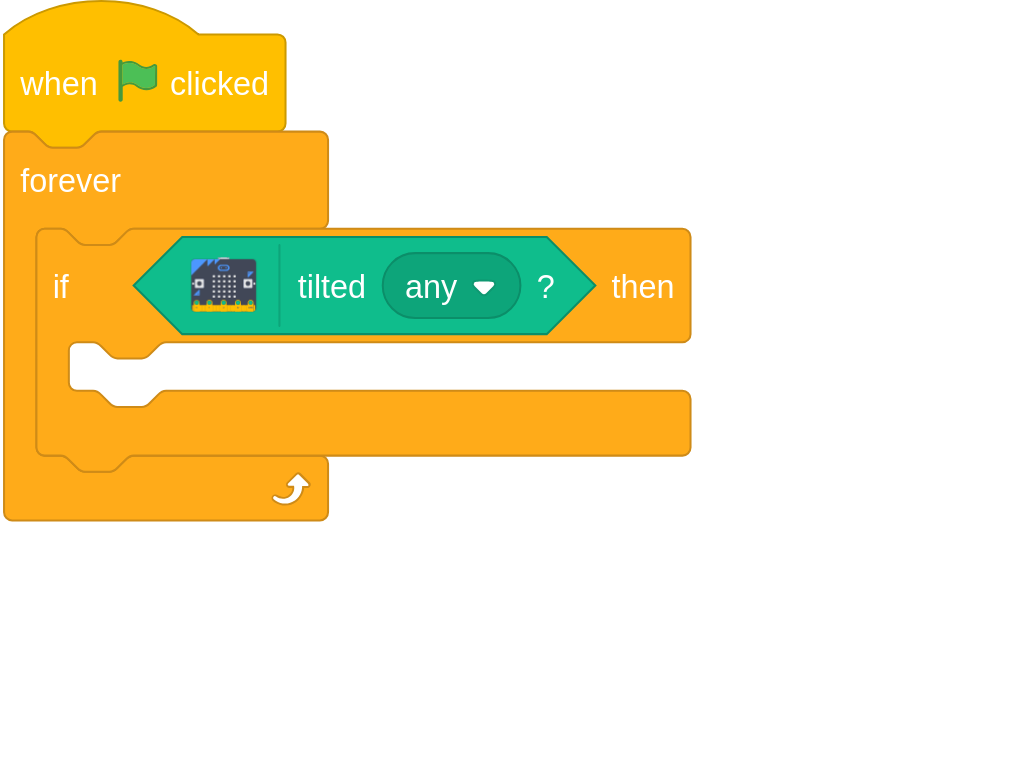 when clicked
forever
if tilted any ? then